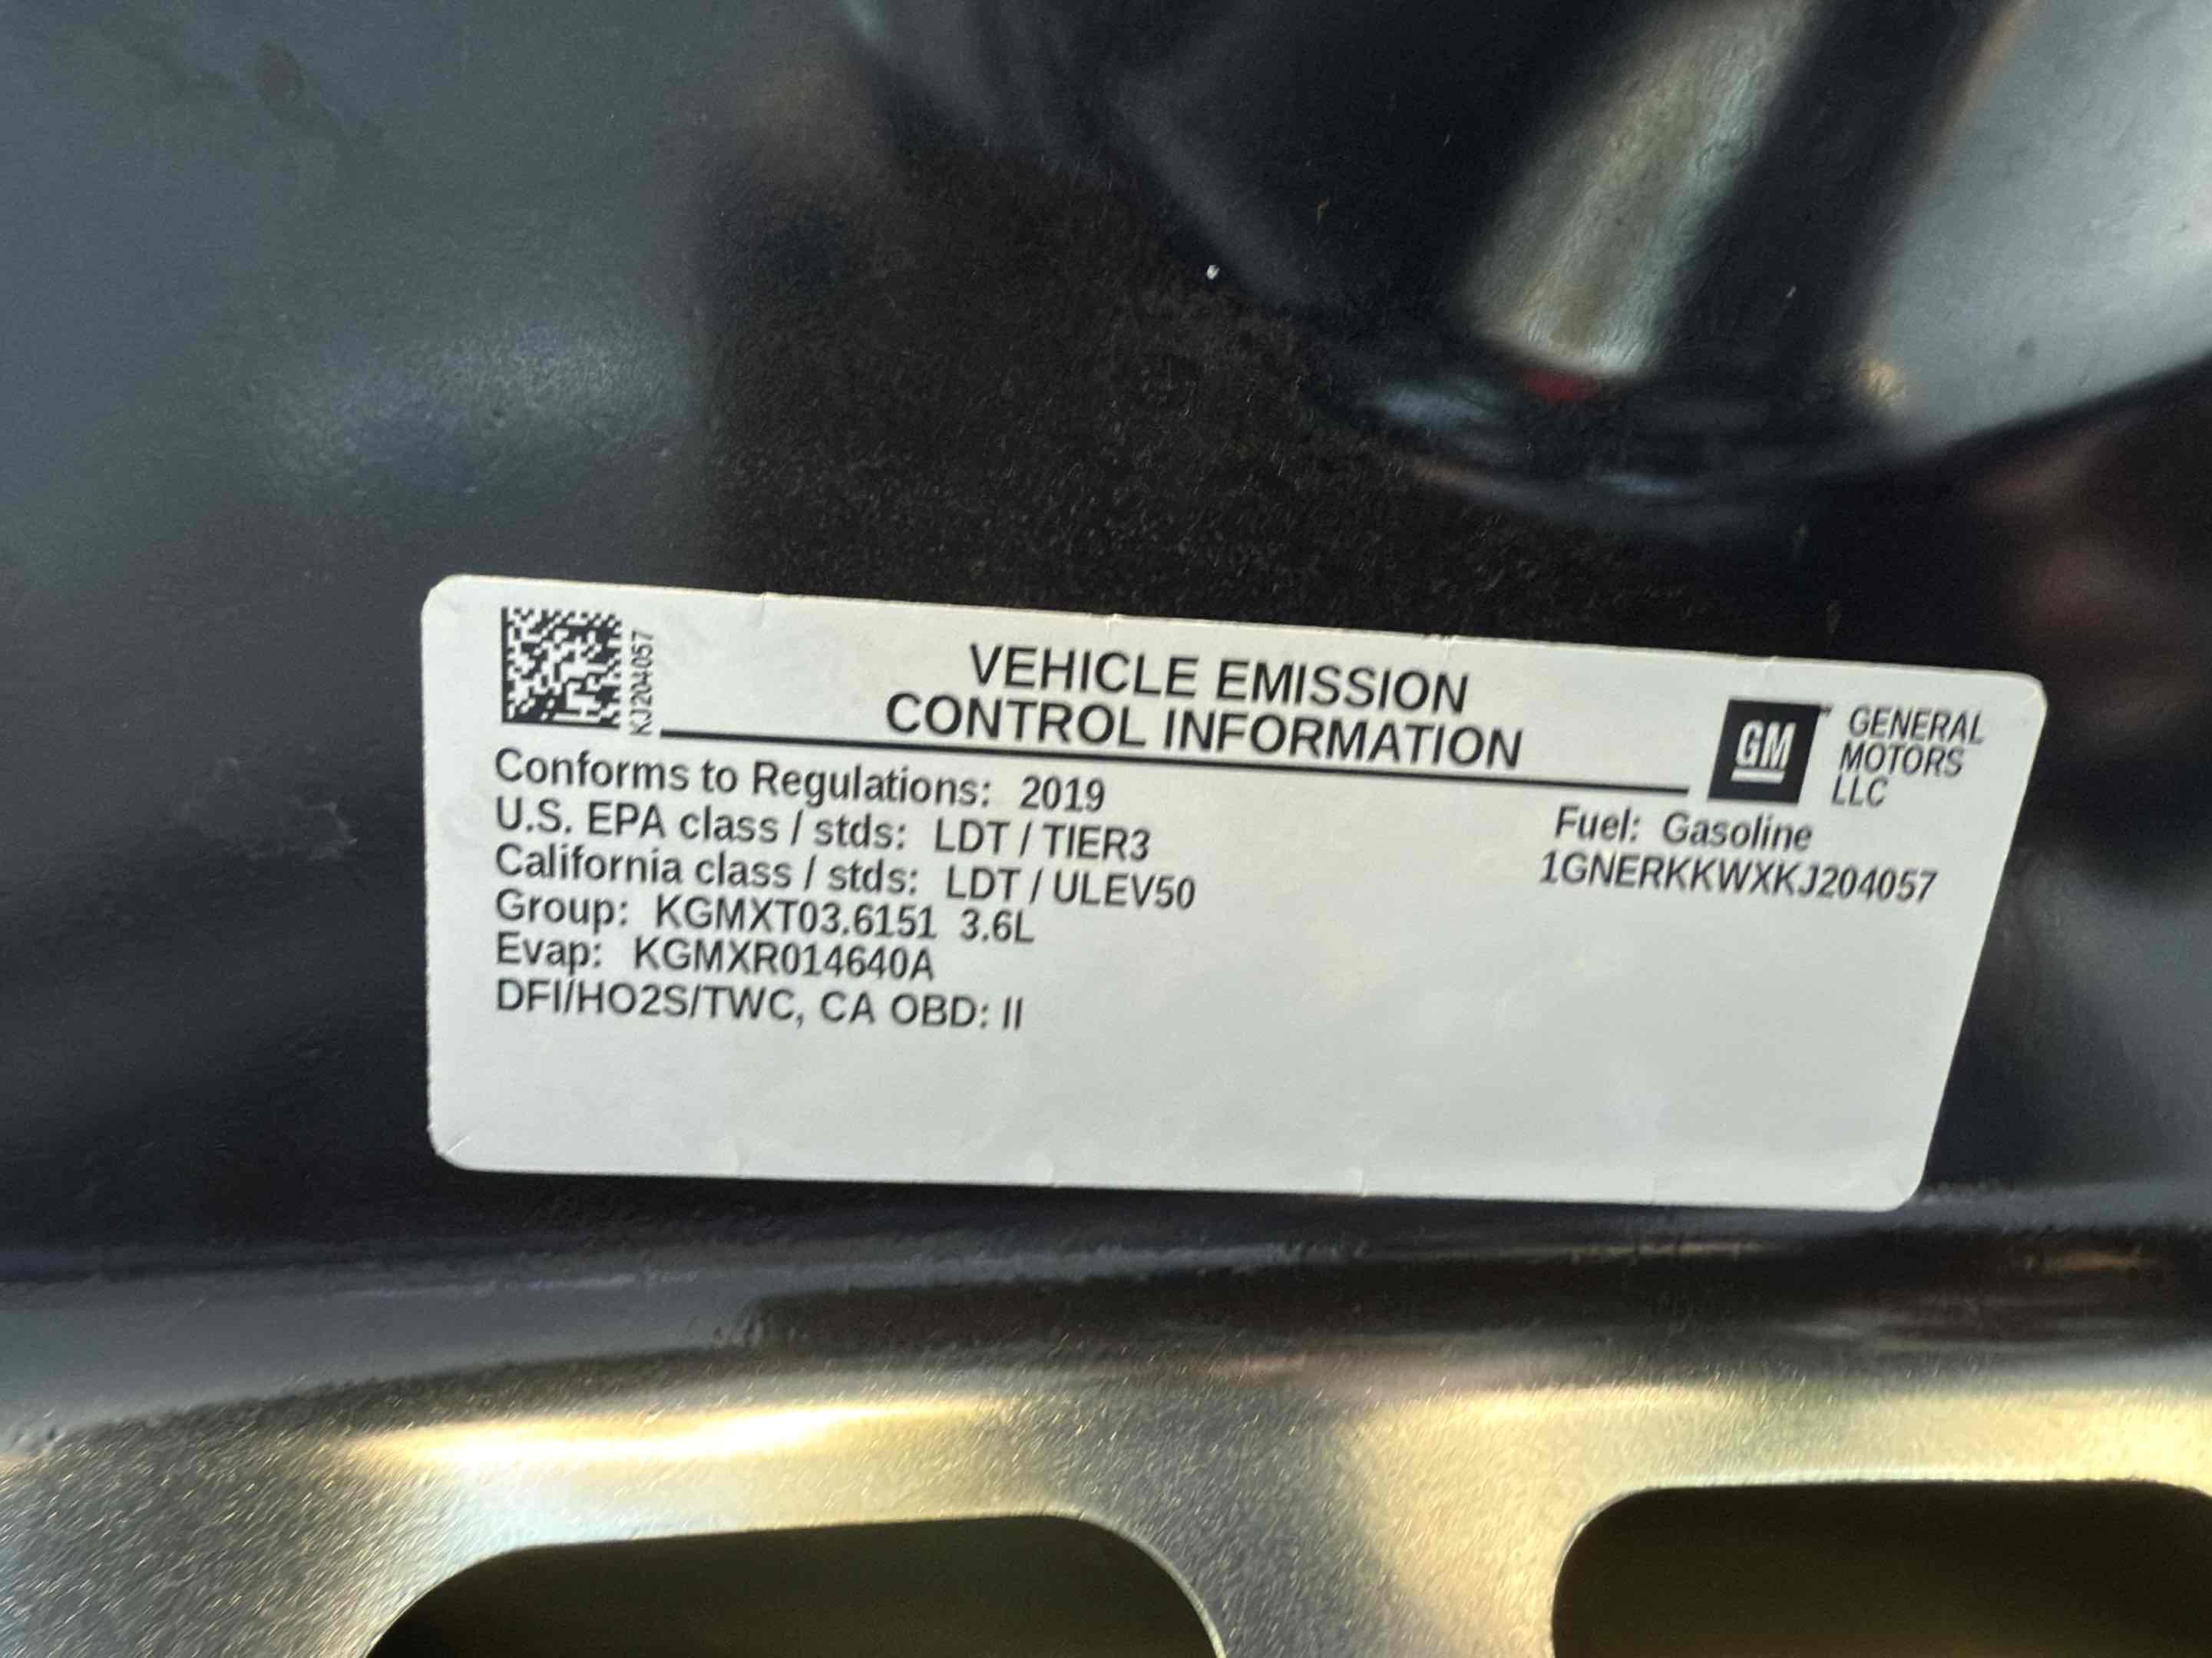 KJ204057
VEHICLE EMISSION
CONTROL INFORMATION
GM
GENERAL
MOTORS
LLC
Conforms to Regulations: 2019
U.S. EPA class / stds: LDT / TIER3
California class / stds: LDT / ULEV50
Group: KGMXT03.6151 3.6L
Evap: KGMXR014640A
DFI/HO2S/TWC, CA OBD: II
Fuel: Gasoline
1GNERKKWXKJ204057